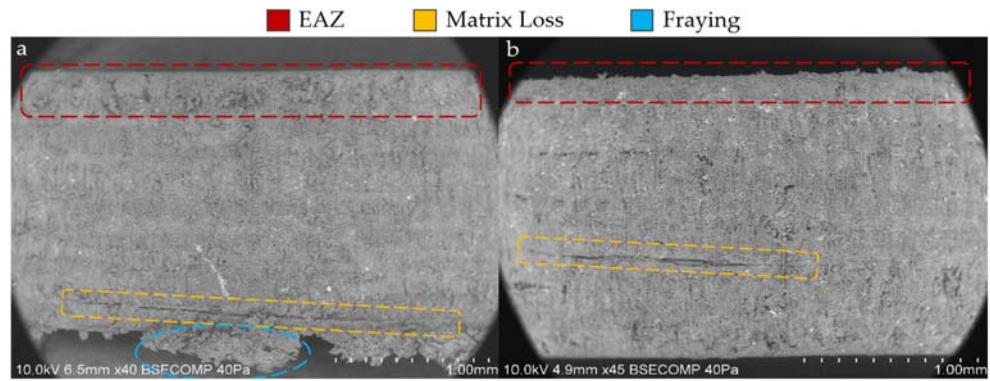 EAZ
Matrix Loss
Fraying
a
b
10.0kV 6.5mm x40 BSECOMP 40Pa
1.00mm
10.0kV 4.9mm x45 BSECOMP 40Pa
1.00mm